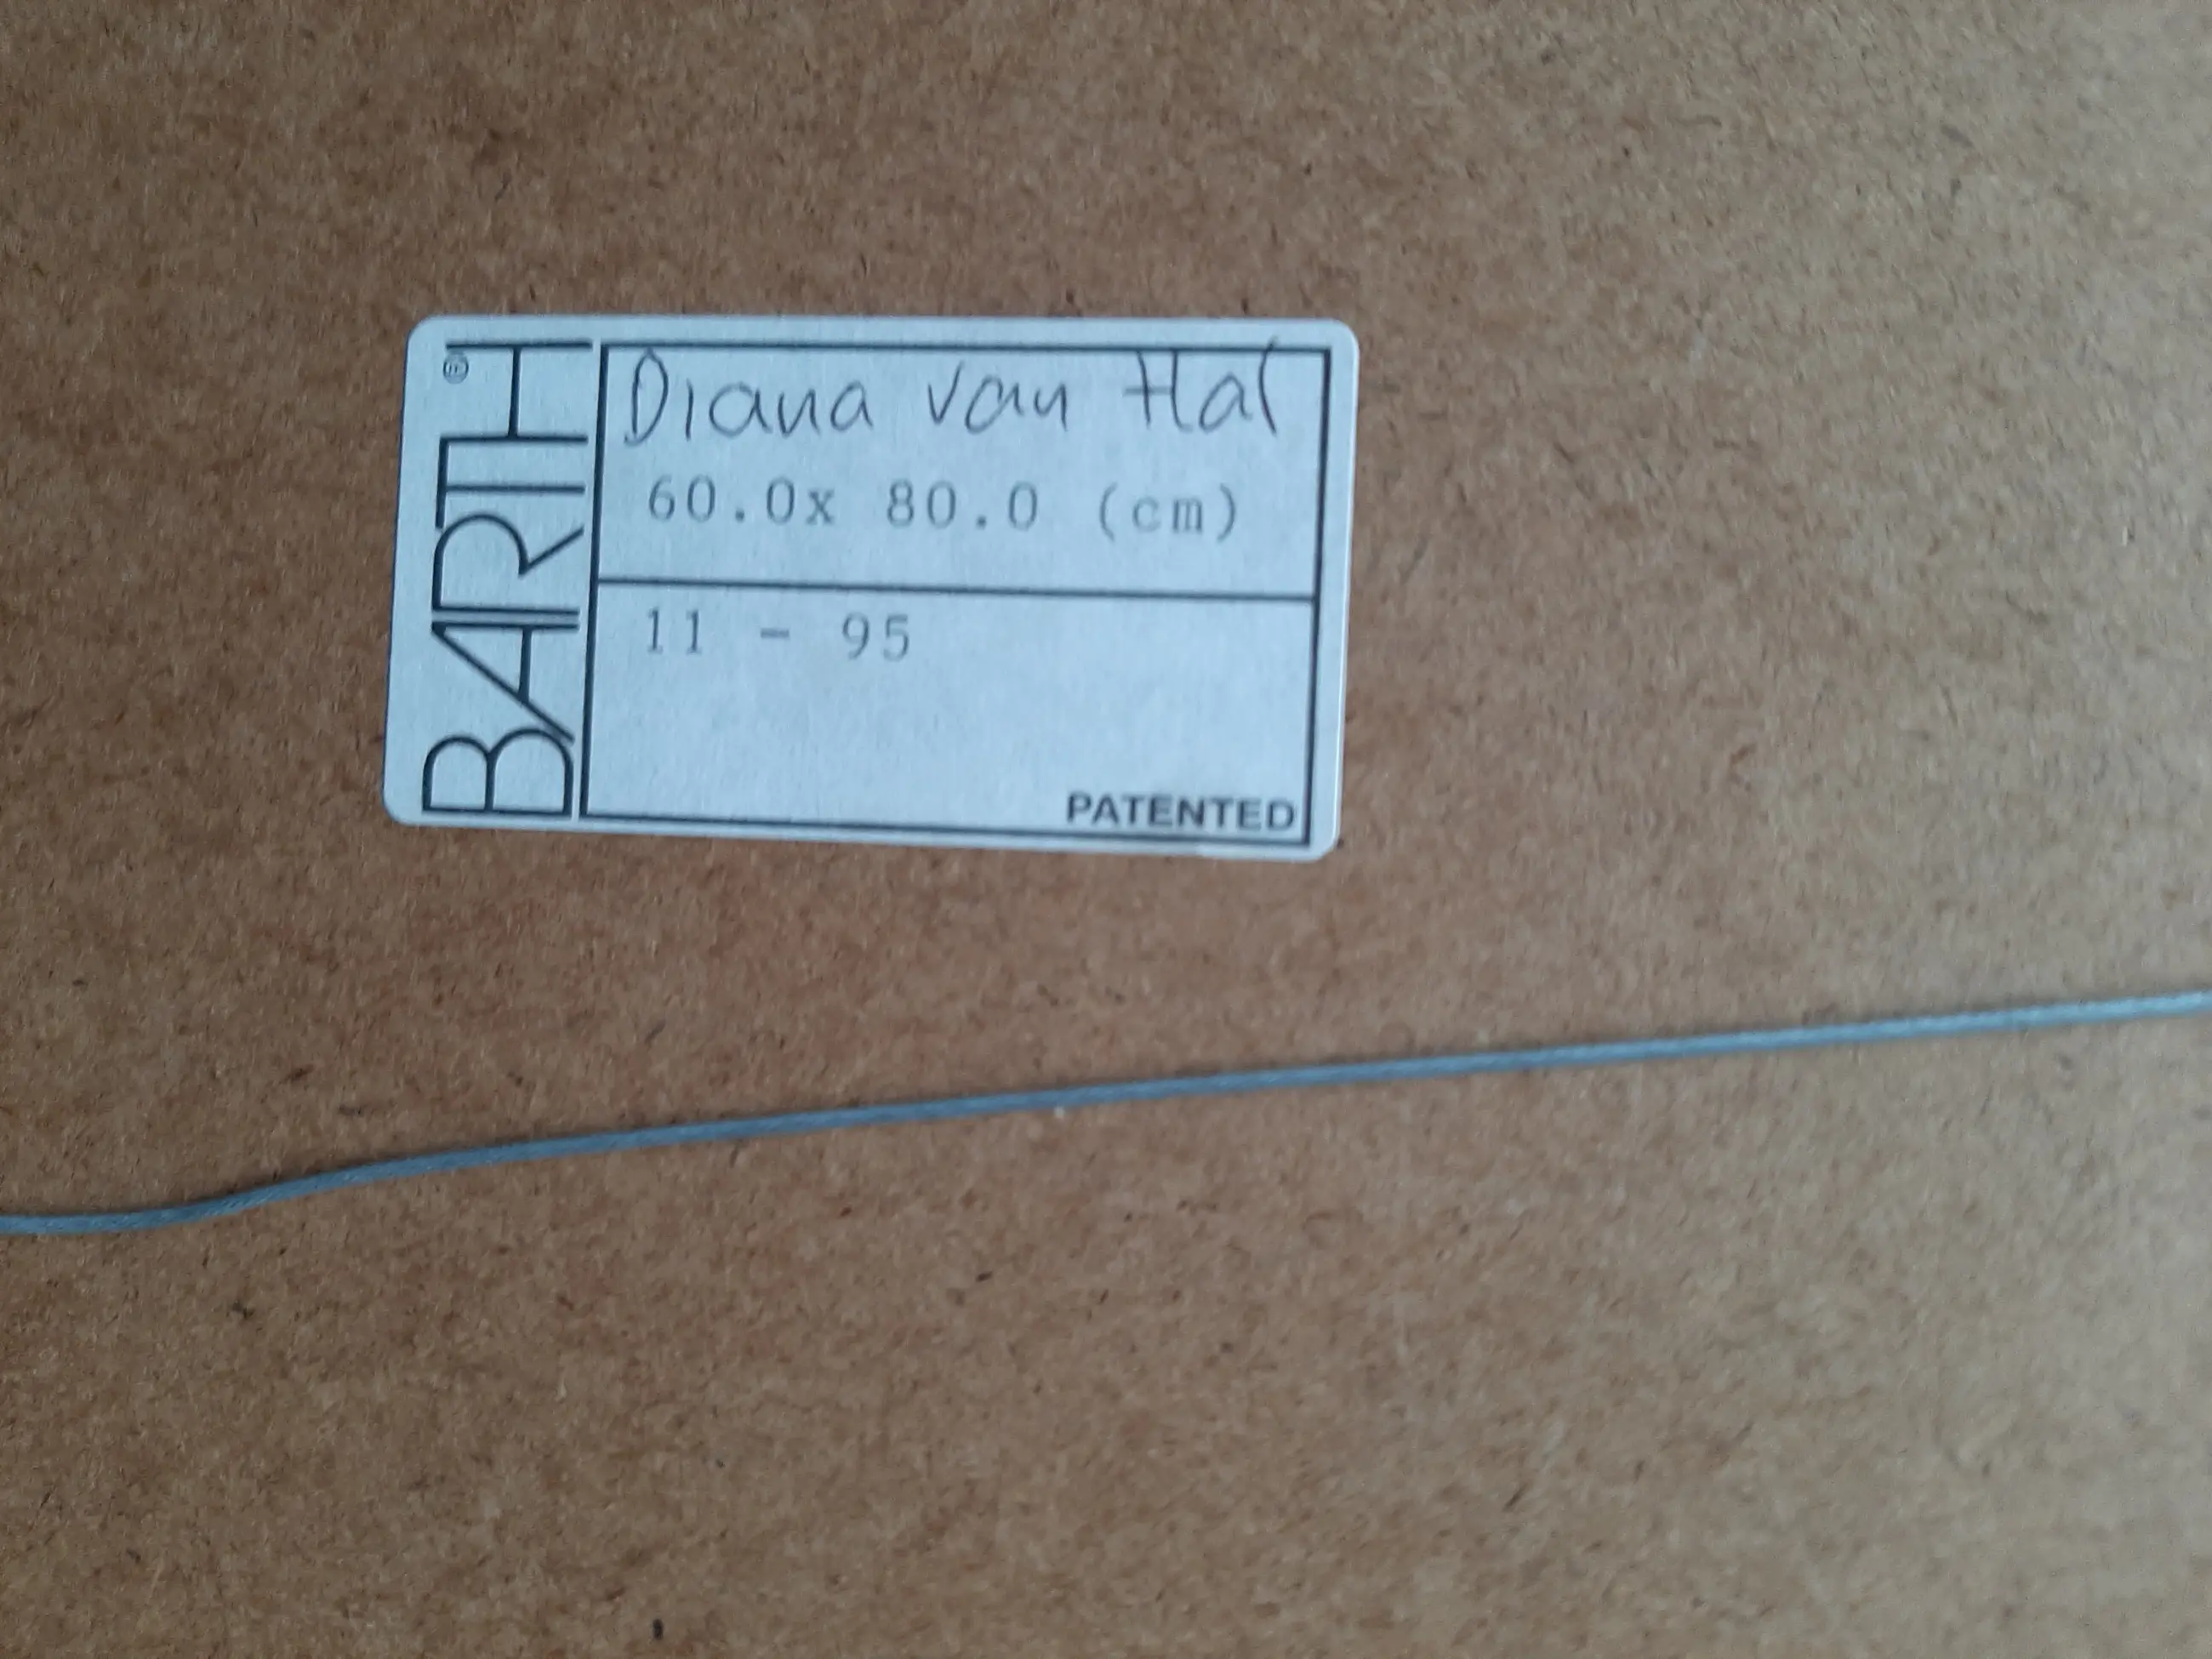 BARTH®
Diana van Hal
60.0x 80.0 (cm)
11 - 95
PATENTED